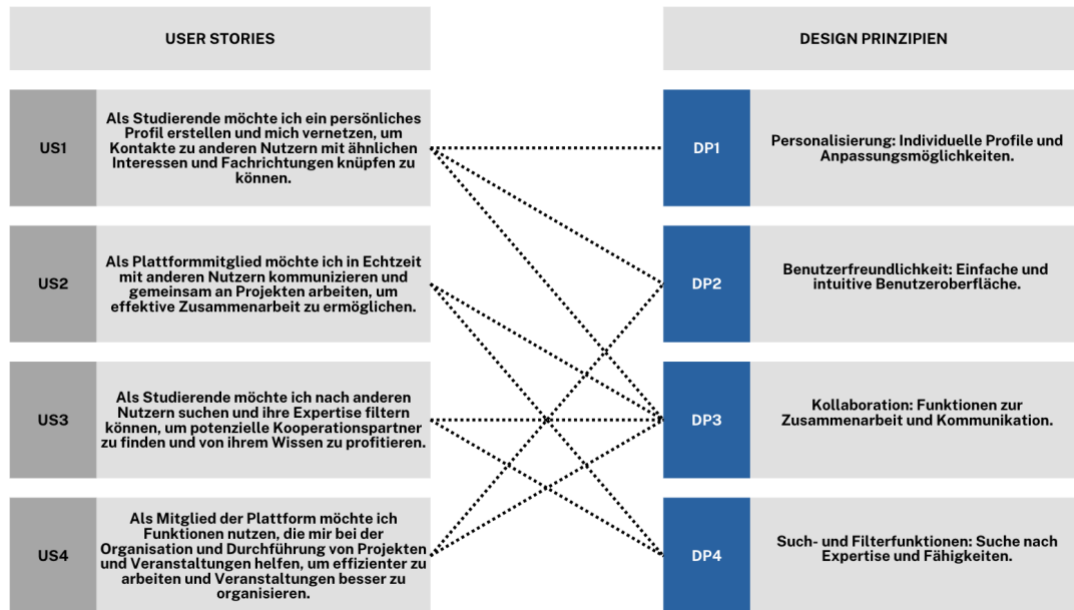 USER STORIES
DESIGN PRINZIPIEN
US1
Als Studierende möchte ich ein persönliches
Profil erstellen und mich vernetzen, um
Kontakte zu anderen Nutzern mit ähnlichen
Interessen und Fachrichtungen knüpfen zu
können.
DP1
Personalisierung: Individuelle Profile und
Anpassungsmöglichkeiten.
US2
Als Plattformmitglied möchte ich in Echtzeit
mit anderen Nutzern kommunizieren und
gemeinsam an Projekten arbeiten, um
effektive Zusammenarbeit zu ermöglichen.
DP2
Benutzerfreundlichkeit: Einfache und
intuitive Benutzeroberfläche.
US3
Als Studierende möchte ich nach anderen
Nutzern suchen und ihre Expertise filtern
können, um potenzielle Kooperationspartner
zu finden und von ihrem Wissen zu profitieren.
DP3
Kollaboration: Funktionen zur
Zusammenarbeit und Kommunikation.
US4
Als Mitglied der Plattform möchte ich
Funktionen nutzen, die mir bei der
Organisation und Durchführung von Projekten
und Veranstaltungen helfen, um effizienter zu
arbeiten und Veranstaltungen besser zu
organisieren.
DP4
Such- und Filterfunktionen: Suche nach
Expertise und Fähigkeiten.